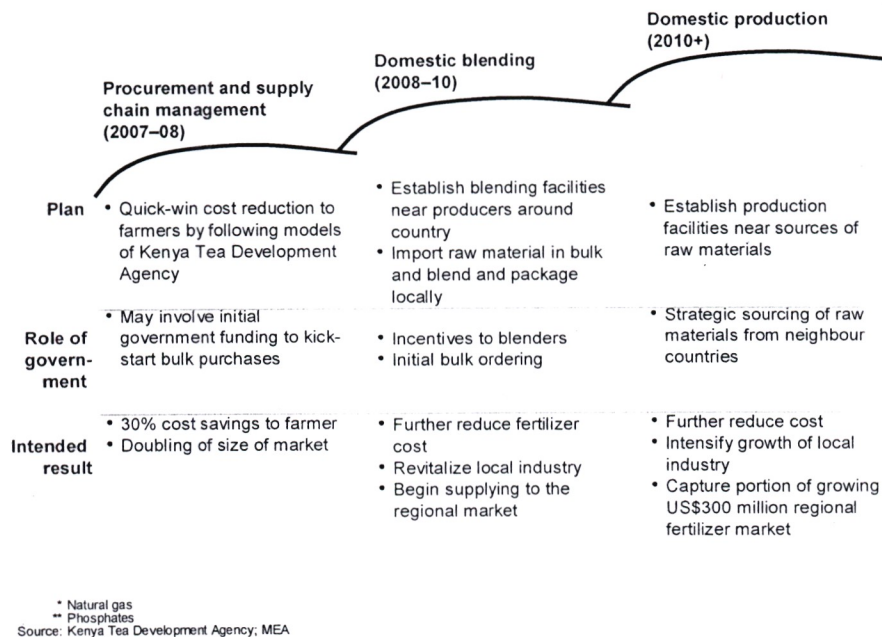 Domestic production
(2010+)
Domestic blending
(2008–10)
Procurement and supply
chain management
(2007–08)
Plan
• Quick-win cost reduction to
farmers by following models
of Kenya Tea Development
Agency
• Establish blending facilities
near producers around
country
• Import raw material in bulk
and blend and package
locally
• Establish production
facilities near sources of
raw materials
Role of
govern-
ment
• May involve initial
government funding to kick-
start bulk purchases
• Incentives to blenders
• Initial bulk ordering
• Strategic sourcing of raw
materials from neighbour
countries
Intended
result
• 30% cost savings to farmer
• Doubling of size of market
• Further reduce fertilizer
cost
• Revitalize local industry
• Begin supplying to the
regional market
• Further reduce cost
• Intensify growth of local
industry
• Capture portion of growing
US$300 million regional
fertilizer market
* Natural gas
** Phosphates
Source: Kenya Tea Development Agency; MEA